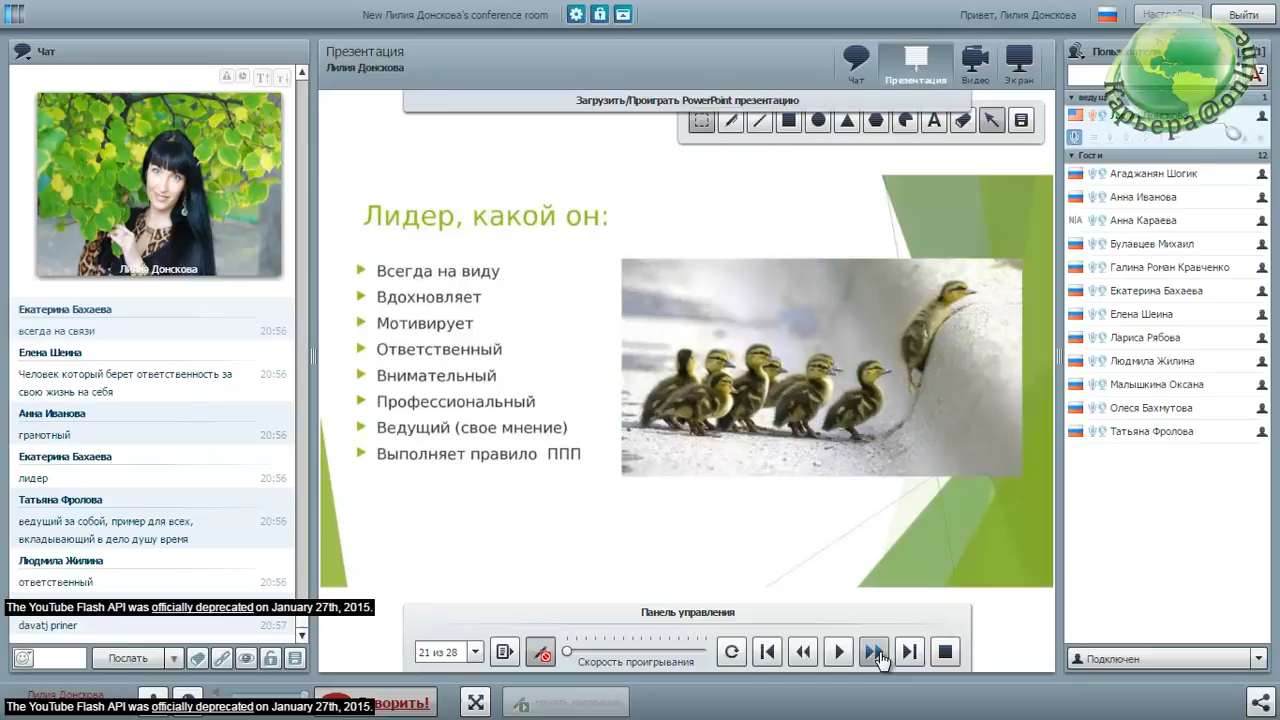 New Лилия Донскова's conference room
Привет, Лилия Донскова
Настройки
Выйти
Чат
T T
Лилия Донскова
Екатерина Бахаева
всегда на связи 20:56
Елена Шеина
Человек который берет ответственность за 20:56
свою жизнь на себя
Анна Иванова
грамотный 20:56
Екатерина Бахаева
лидер 20:56
Татьяна Фролова
ведущий за собой, пример для всех, 20:56
вкладывающий в дело душу время
Людмила Жилина
ответственный 20:56
The YouTube Flash API was officially deprecated on January 27th, 2015.
davatj priner 20:57
Послать
Лилия Донскова
The YouTube Flash API was officially deprecated on January 27th, 2015.
Презентация
Лилия Донскова
Чат
Презентация
Видео
Экран
Загрузить/Проиграть PowerPoint презентацию
A
Лидер, какой он:
Всегда на виду
Вдохновляет
Мотивирует
Ответственный
Внимательный
Профессиональный
Ведущий (свое мнение)
Выполняет правило ППП
Панель управления
21 из 28
Скорость проигрывания
карьера@online
AZ
1
Гости 12
Агаджанян Шогик
Анна Иванова
N/A Анна Караева
Булавцев Михаил
Галина Роман Кравченко
Екатерина Бахаева
Елена Шеина
Лариса Рябова
Людмила Жилина
Малышкина Оксана
Олеся Бахмутова
Татьяна Фролова
Подключен